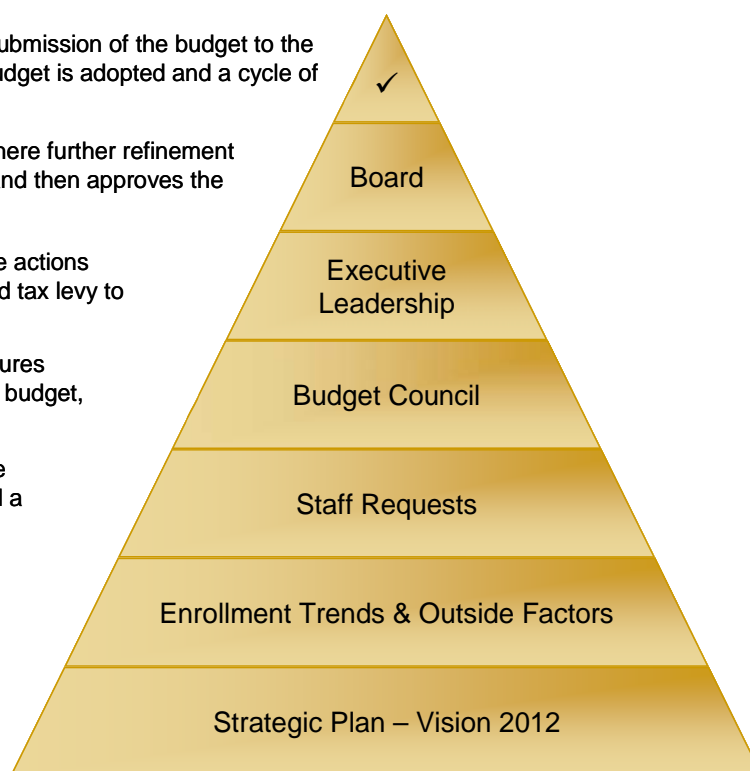 ubmission of the budget to the
udget is adopted and a cycle of
✓
here further refinement
and then approves the
Board
e actions
d tax levy to
Executive
Leadership
ures
budget,
Budget Council
e
a
Staff Requests
Enrollment Trends & Outside Factors
Strategic Plan – Vision 2012